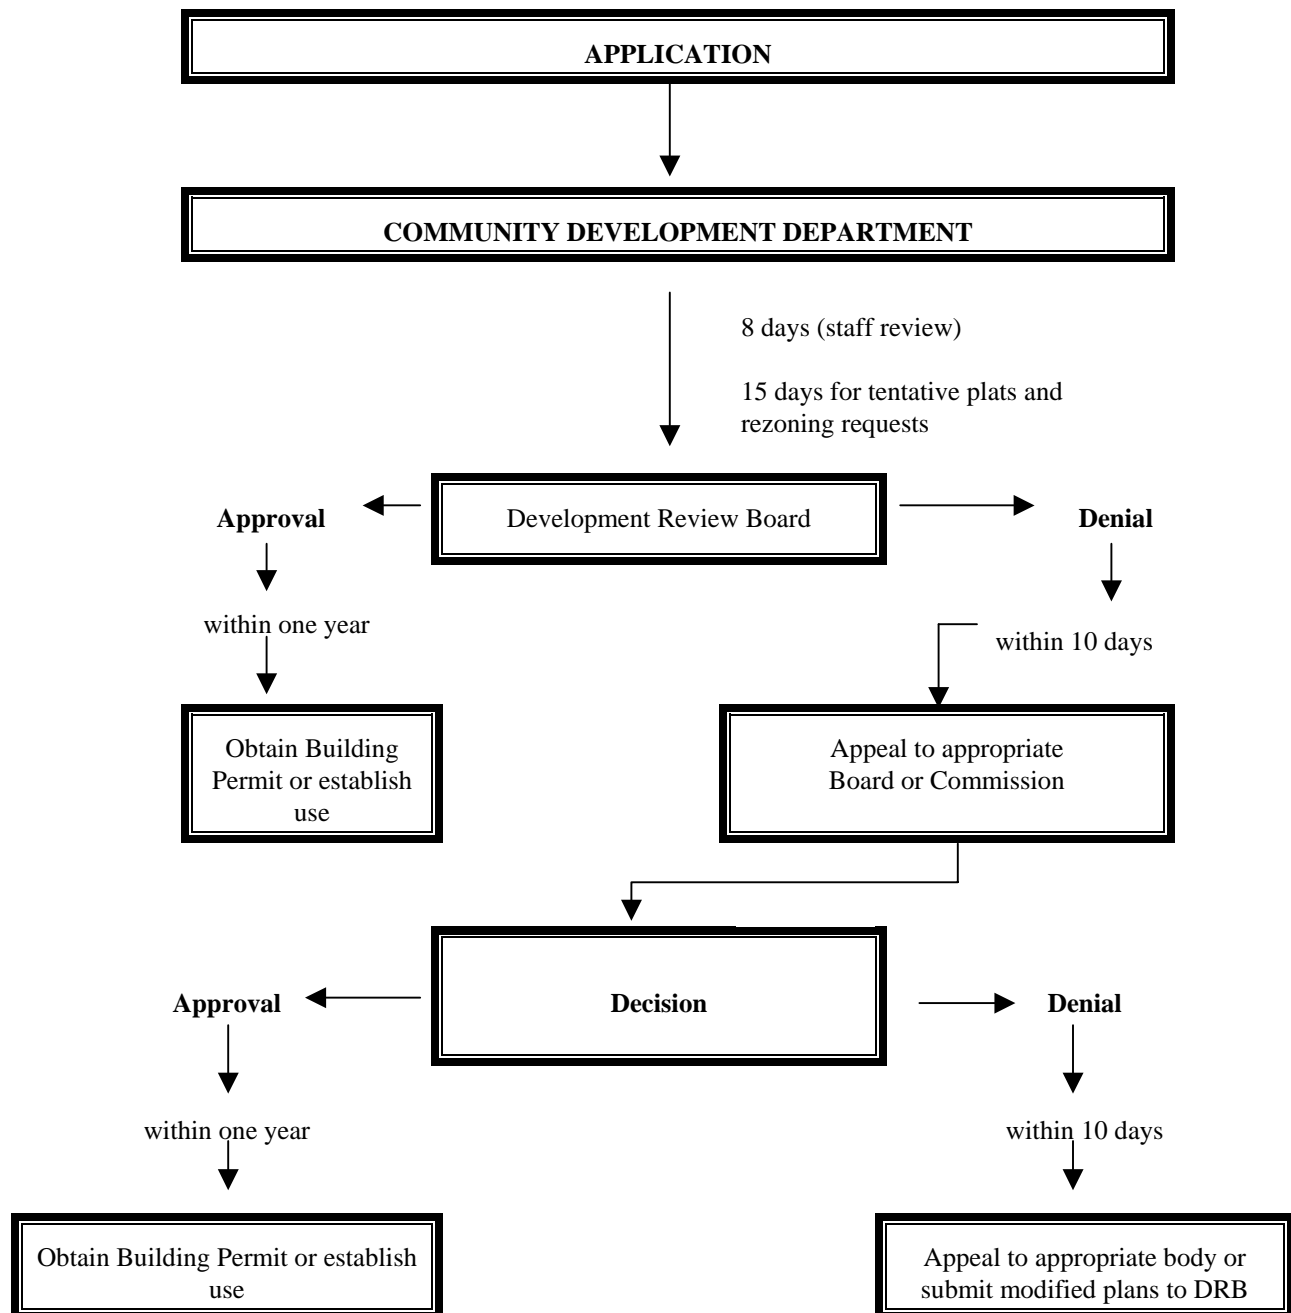 APPLICATION
COMMUNITY DEVELOPMENT DEPARTMENT
8 days (staff review)
15 days for tentative plats and
rezoning requests
Approval
Development Review Board
Denial
within one year
within 10 days
Obtain Building
Permit or establish
use
Appeal to appropriate
Board or Commission
Approval
Decision
Denial
within one year
within 10 days
Obtain Building Permit or establish
use
Appeal to appropriate body or
submit modified plans to DRB